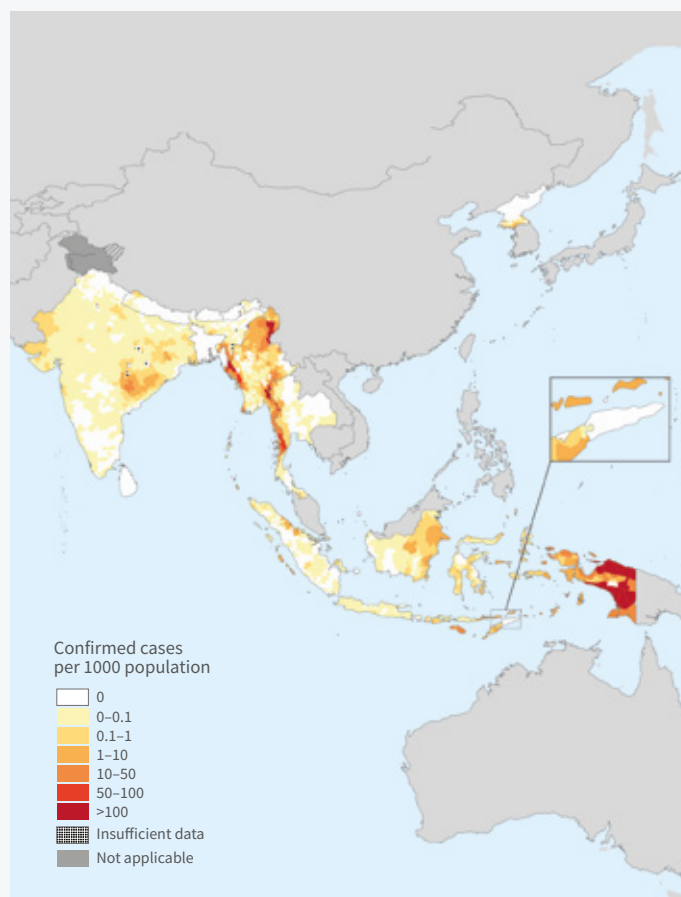 Confirmed cases
per 1000 population
0
0–0.1
0.1–1
1–10
10–50
50–100
>100
Insufficient data
Not applicable